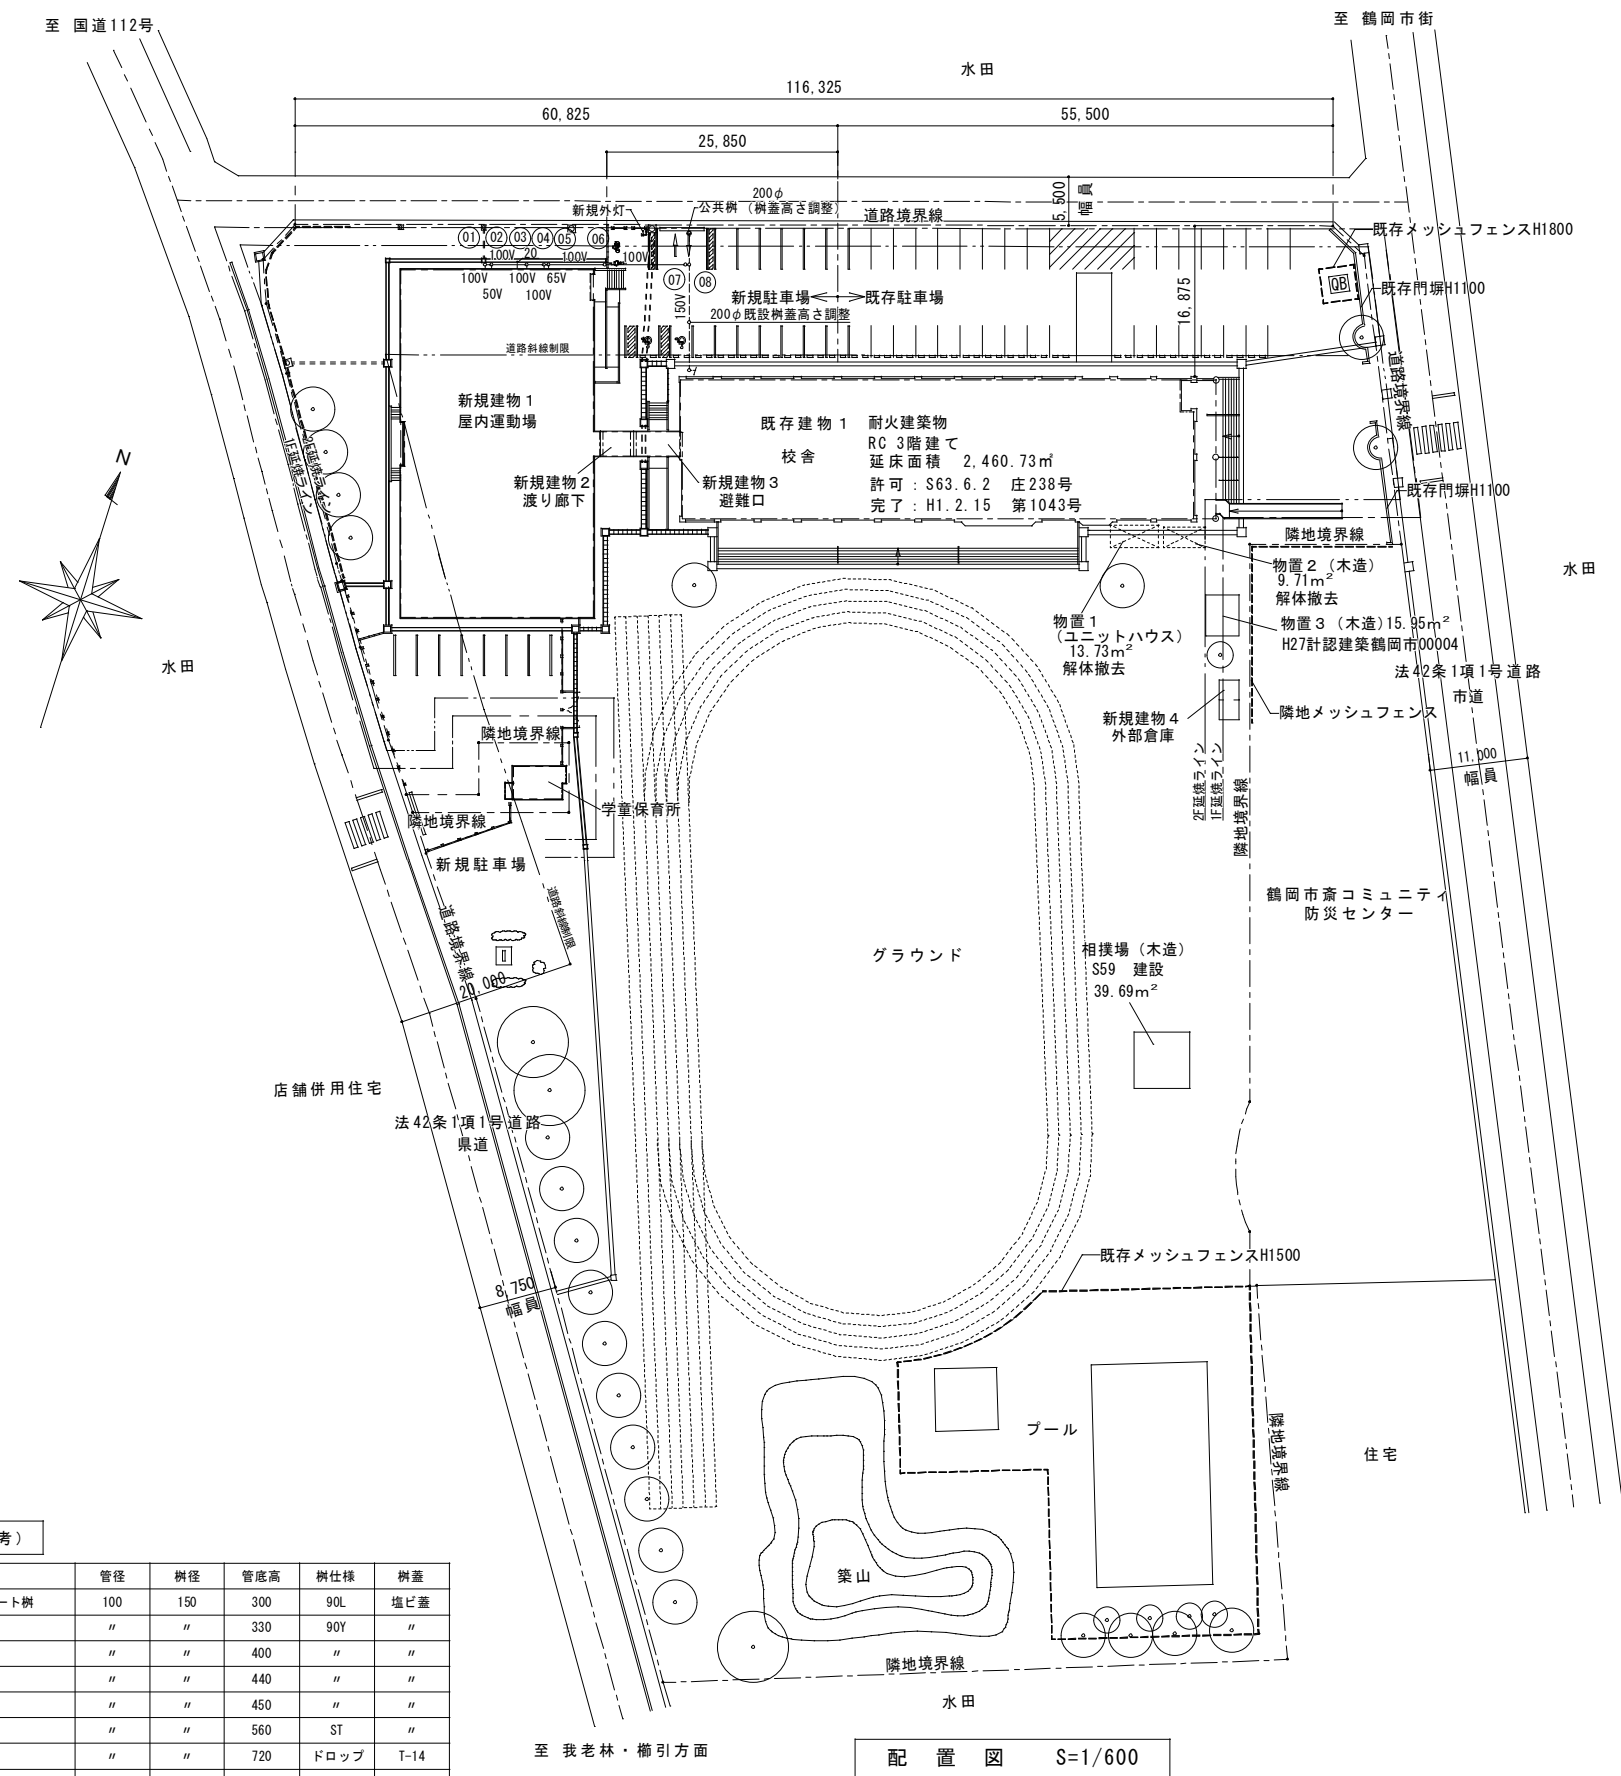 至 国道112号
至 鶴岡市街
水田
116,325
60,825
55,500
25,850
5,500
幅員
200φ
公共桝（桝蓋高さ調整）
新規外灯
道路境界線
既存メッシュフェンスH1800
01 02 03 04 05 06
100V 20 100V 100V
100V 100V 65V
50V 100V
07
08
150V
新規駐車場
既存駐車場
200φ既設桝蓋高さ調整
16,875
QB
既存門塀H1100
道路斜線制限
道路境界線
新規建物1
屋内運動場
既存建物1 耐火建築物
RC 3階建て
校舎
延床面積 2,460.73㎡
許可：S63.6.2 庄238号
完了：H1.2.15 第1043号
1F延焼ライン
2F延焼ライン
N
新規建物2
渡り廊下
新規建物3
避難口
既存門塀H1100
隣地境界線
水田
物置2（木造）
9.71m²
解体撤去
物置1
（ユニットハウス）
13.73m²
解体撤去
物置3（木造）15.95m²
H27計認建築鶴岡市00004
水田
法42条1項1号道路
市道
新規建物4
外部倉庫
隣地メッシュフェンス
11,000
幅員
隣地境界線
2F延焼ライン
1F延焼ライン
隣地境界線
学童保育所
隣地境界線
新規駐車場
道路斜線制限
道路境界線
20,000
鶴岡市斎コミュニティ
防災センター
グラウンド
相撲場（木造）
S59 建設
39.69m²
店舗併用住宅
法42条1項1号道路
県道
既存メッシュフェンスH1500
8,750
幅員
プール
隣地境界線
住宅
築山
考）
管径 桝径 管底高 桝仕様 桝蓋
ート桝 100 150 300 90L 塩ビ蓋
〃 〃 330 90Y 〃
〃 〃 400 〃 〃
〃 〃 440 〃 〃
〃 〃 450 〃 〃
〃 〃 560 ST 〃
〃 〃 720 ドロップ T-14
隣地境界線
水田
至 我老林・櫛引方面
配置図 S=1/600